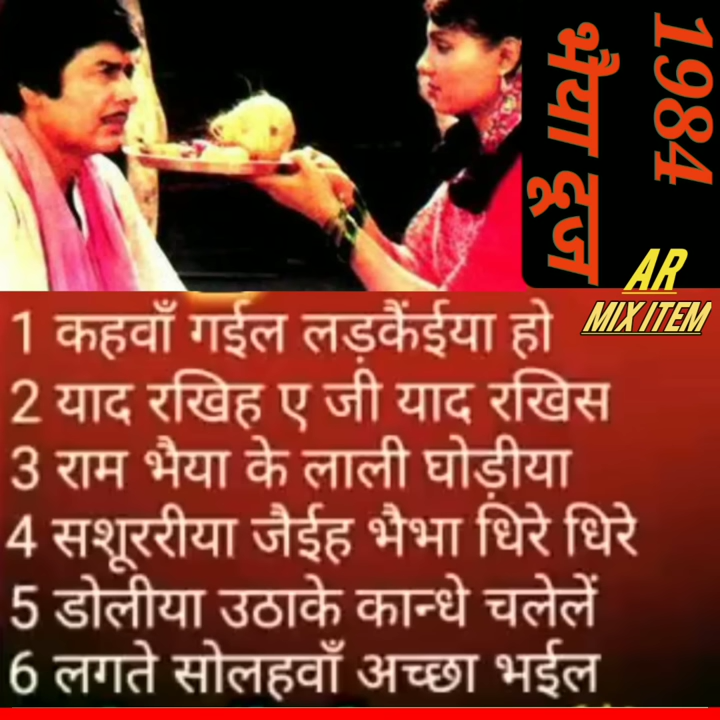 1984
भैया दूज
AR
MIX ITEM
1 कहवाँ गईल लड़कैंईया हो
2 याद रखिह ए जी याद रखिस
3 राम भैया के लाली घोड़ीया
4 सशूररीया जैईह भैभा धिरे धिरे
5 डोलीया उठाके कान्धे चलेलें
6 लगते सोलहवाँ अच्छा भईल